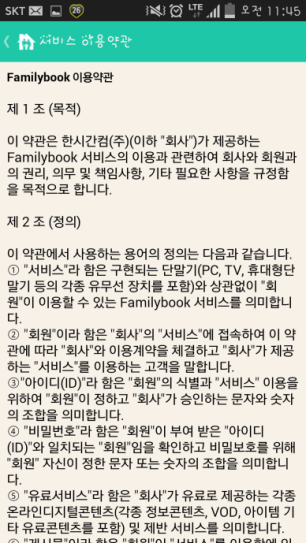 SKT 26 LTE 오전 11:45
서비스 이용약관
Familybook 이용약관
제 1 조 (목적)
이 약관은 한시간컴(주)(이하 "회사")가 제공하는
Familybook 서비스의 이용과 관련하여 회사와 회원과
의 권리, 의무 및 책임사항, 기타 필요한 사항을 규정함
을 목적으로 합니다.
제 2 조 (정의)
이 약관에서 사용하는 용어의 정의는 다음과 같습니다.
① "서비스"라 함은 구현되는 단말기(PC, TV, 휴대형단
말기 등의 각종 유무선 장치를 포함)와 상관없이 "회
원"이 이용할 수 있는 Familybook 서비스를 의미합니
다.
② "회원"이라 함은 "회사"의 "서비스"에 접속하여 이 약
관에 따라 "회사"와 이용계약을 체결하고 "회사"가 제공
하는 "서비스"를 이용하는 고객을 말합니다.
③"아이디(ID)"라 함은 "회원"의 식별과 "서비스" 이용을
위하여 "회원"이 정하고 "회사"가 승인하는 문자와 숫자
의 조합을 의미합니다.
④ "비밀번호"라 함은 "회원"이 부여 받은 "아이디
(ID)"와 일치되는 "회원"임을 확인하고 비밀보호를 위해
"회원" 자신이 정한 문자 또는 숫자의 조합을 의미합니
다.
⑤ "유료서비스"라 함은 "회사"가 유료로 제공하는 각종
온라인디지털콘텐츠(각종 정보콘텐츠, VOD, 아이템 기
타 유료콘텐츠를 포함) 및 제반 서비스를 의미합니다.
⑥ "게시물"이라 함은 "회원"이 "서비스"를 이용함에 있